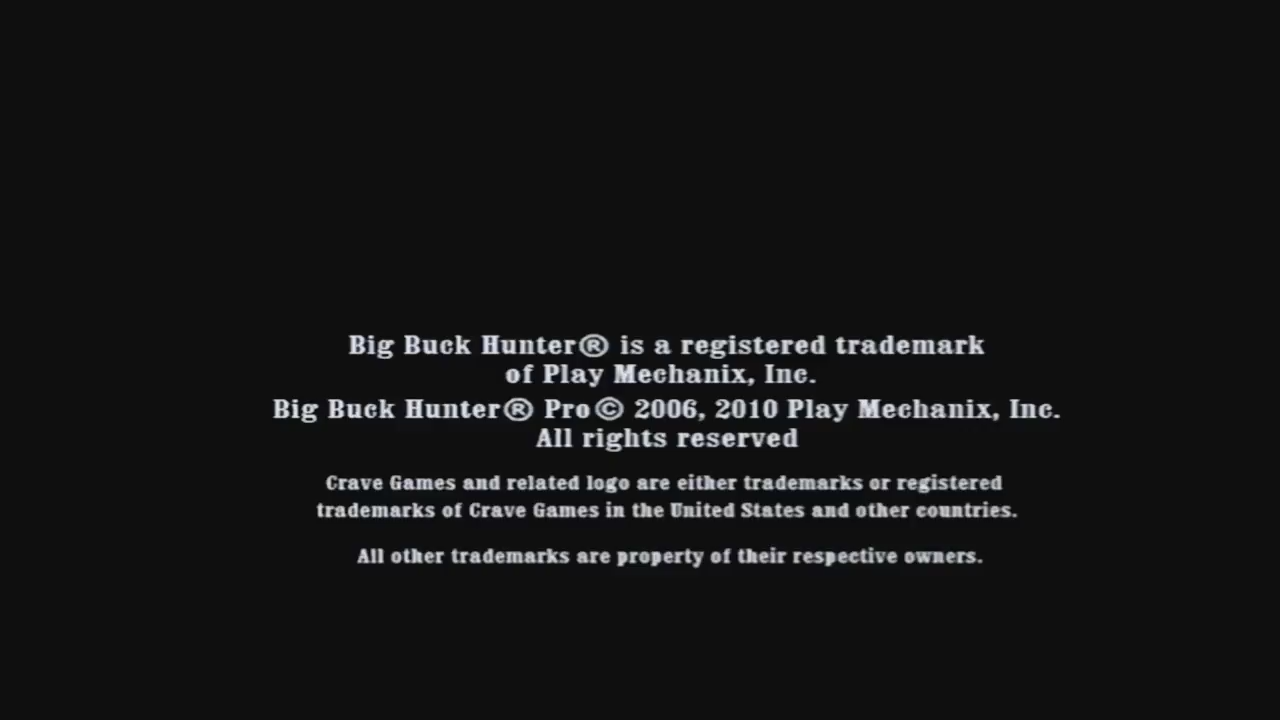 Big Buck Hunter® is a registered trademark
of Play Mechanix, Inc.
Big Buck Hunter® Pro© 2006, 2010 Play Mechanix, Inc.
All rights reserved
Crave Games and related logo are either trademarks or registered
trademarks of Crave Games in the United States and other countries.
All other trademarks are property of their respective owners.